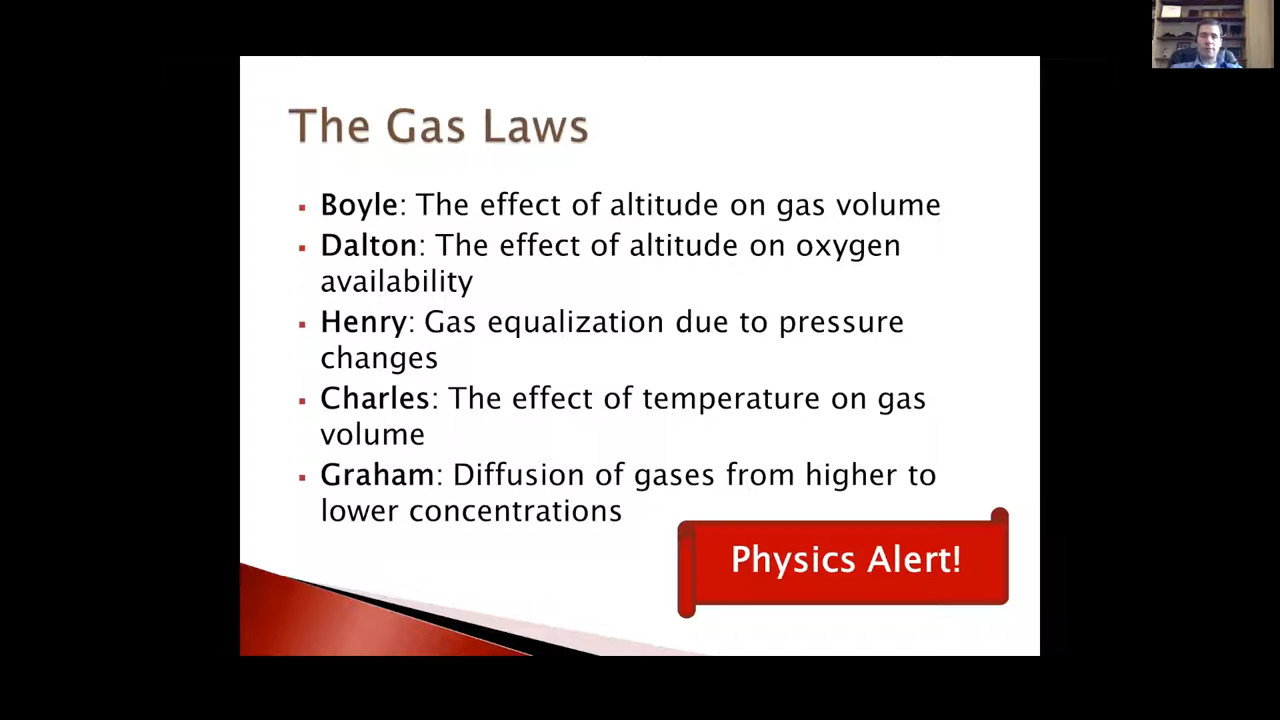 The Gas Laws
▪ Boyle: The effect of altitude on gas volume
▪ Dalton: The effect of altitude on oxygen
availability
▪ Henry: Gas equalization due to pressure
changes
▪ Charles: The effect of temperature on gas
volume
▪ Graham: Diffusion of gases from higher to
lower concentrations
Physics Alert!